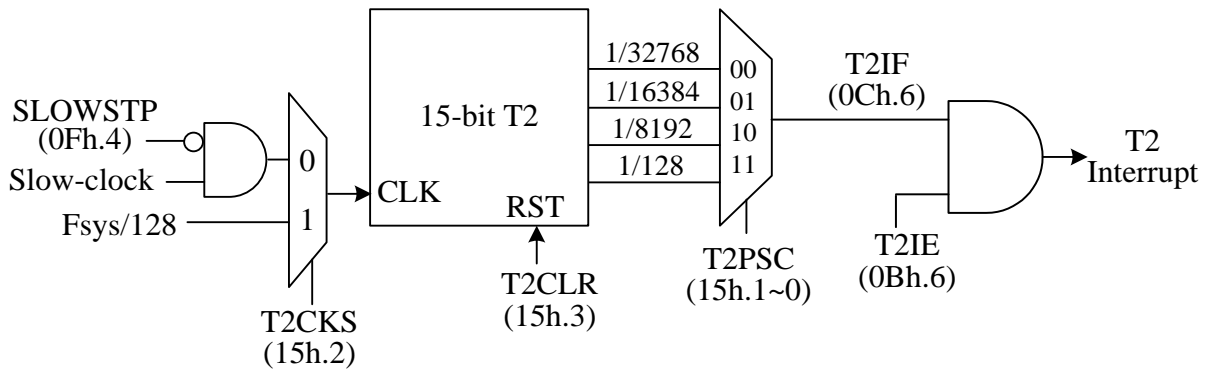 SLOWSTP
(0Fh.4)
Slow-clock
Fsys/128
0
1
T2CKS
(15h.2)
15-bit T2
CLK
RST
T2CLR
(15h.3)
1/32768
1/16384
1/8192
1/128
00
01
10
11
T2PSC
(15h.1~0)
T2IF
(0Ch.6)
T2IE
(0Bh.6)
T2
Interrupt